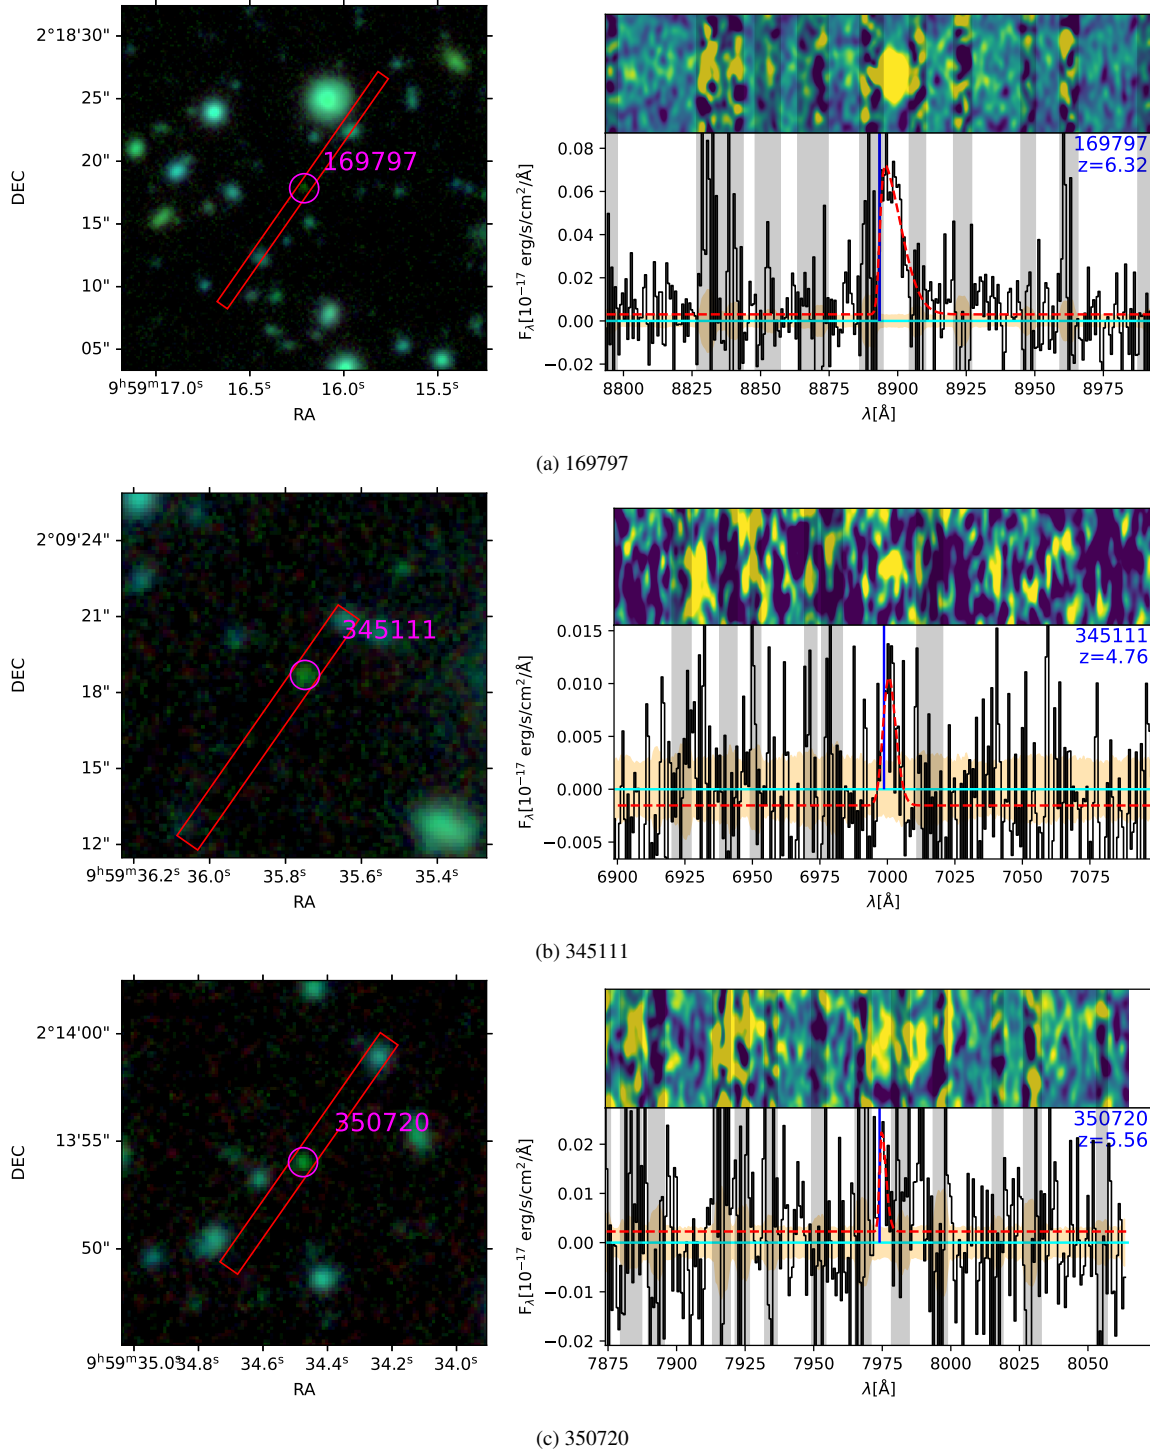 2°18'30"
25"
20"
15"
10"
05"
DEC
169797
9ʰ59ᵐ17.0ˢ 16.5ˢ 16.0ˢ 15.5ˢ
RA
169797
z=6.32
0.08
0.06
0.04
0.02
0.00
−0.02
F_λ[10⁻¹⁷ erg/s/cm²/Å]
8800 8825 8850 8875 8900 8925 8950 8975
λ[Å]
(a) 169797
2°09'24"
21"
18"
15"
12"
DEC
345111
9ʰ59ᵐ36.2ˢ 36.0ˢ 35.8ˢ 35.6ˢ 35.4ˢ
RA
345111
z=4.76
0.015
0.010
0.005
0.000
−0.005
F_λ[10⁻¹⁷ erg/s/cm²/Å]
6900 6925 6950 6975 7000 7025 7050 7075
λ[Å]
(b) 345111
2°14'00"
13'55"
50"
DEC
350720
9ʰ59ᵐ35.0ˢ 34.8ˢ 34.6ˢ 34.4ˢ 34.2ˢ 34.0ˢ
RA
350720
z=5.56
0.02
0.01
0.00
−0.01
−0.02
F_λ[10⁻¹⁷ erg/s/cm²/Å]
7875 7900 7925 7950 7975 8000 8025 8050
λ[Å]
(c) 350720